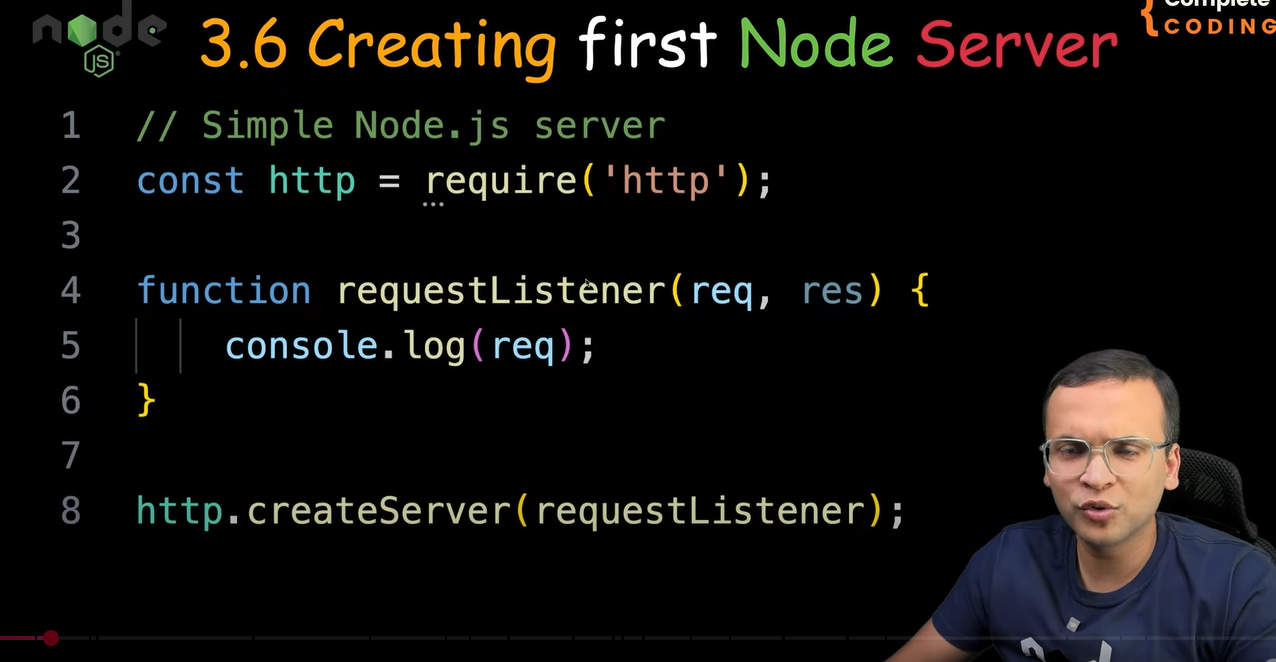 node
JS
3.6 Creating first Node Server
Complete
{ CODING
1 // Simple Node.js server
2 const http = require('http');
3
4 function requestListener(req, res) {
5 console.log(req);
6 }
7
8 http.createServer(requestListener);